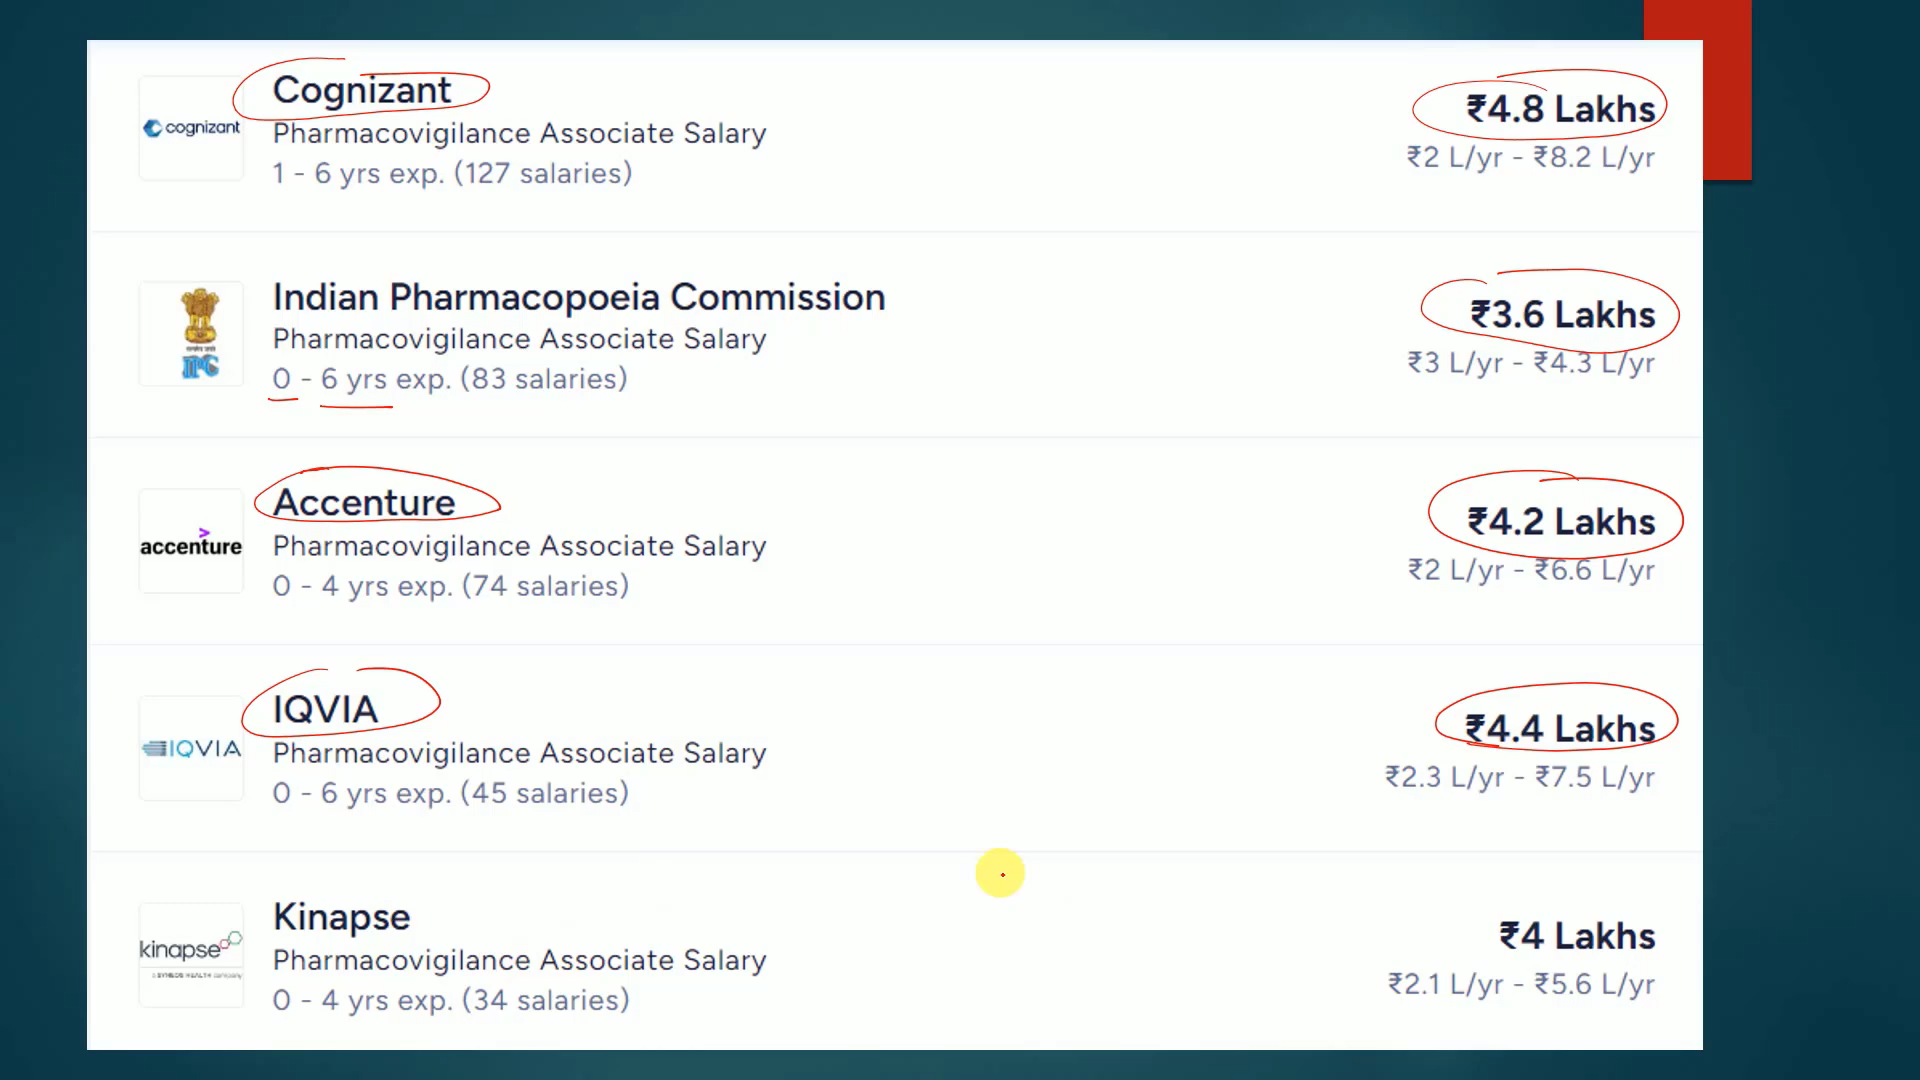 Cognizant
cognizant
Pharmacovigilance Associate Salary
1 - 6 yrs exp. (127 salaries)
₹4.8 Lakhs
₹2 L/yr - ₹8.2 L/yr
Indian Pharmacopoeia Commission
IPC
Pharmacovigilance Associate Salary
0 - 6 yrs exp. (83 salaries)
₹3.6 Lakhs
₹3 L/yr - ₹4.3 L/yr
Accenture
accenture
Pharmacovigilance Associate Salary
0 - 4 yrs exp. (74 salaries)
₹4.2 Lakhs
₹2 L/yr - ₹6.6 L/yr
IQVIA
IQVIA
Pharmacovigilance Associate Salary
0 - 6 yrs exp. (45 salaries)
₹4.4 Lakhs
₹2.3 L/yr - ₹7.5 L/yr
Kinapse
kinapse
a SYNEOS HEALTH company
Pharmacovigilance Associate Salary
0 - 4 yrs exp. (34 salaries)
₹4 Lakhs
₹2.1 L/yr - ₹5.6 L/yr